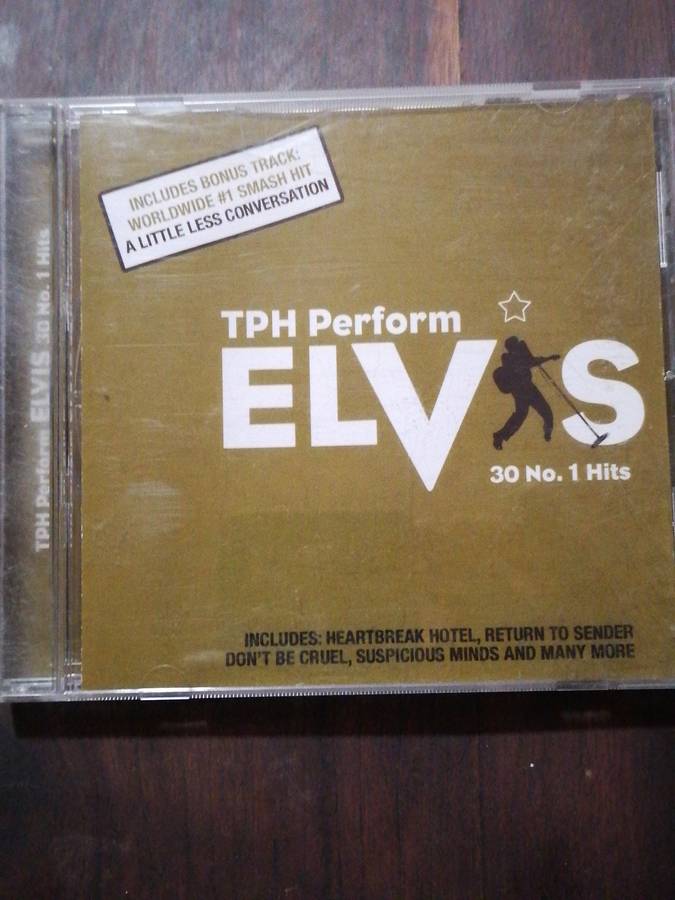 INCLUDES BONUS TRACK:
WORLDWIDE #1 SMASH HIT
A LITTLE LESS CONVERSATION
TPH Perform
ELVIS
30 No. 1 Hits
INCLUDES: HEARTBREAK HOTEL, RETURN TO SENDER
DON'T BE CRUEL, SUSPICIOUS MINDS AND MANY MORE
TPH Perform ELVIS 30 No. 1 Hits